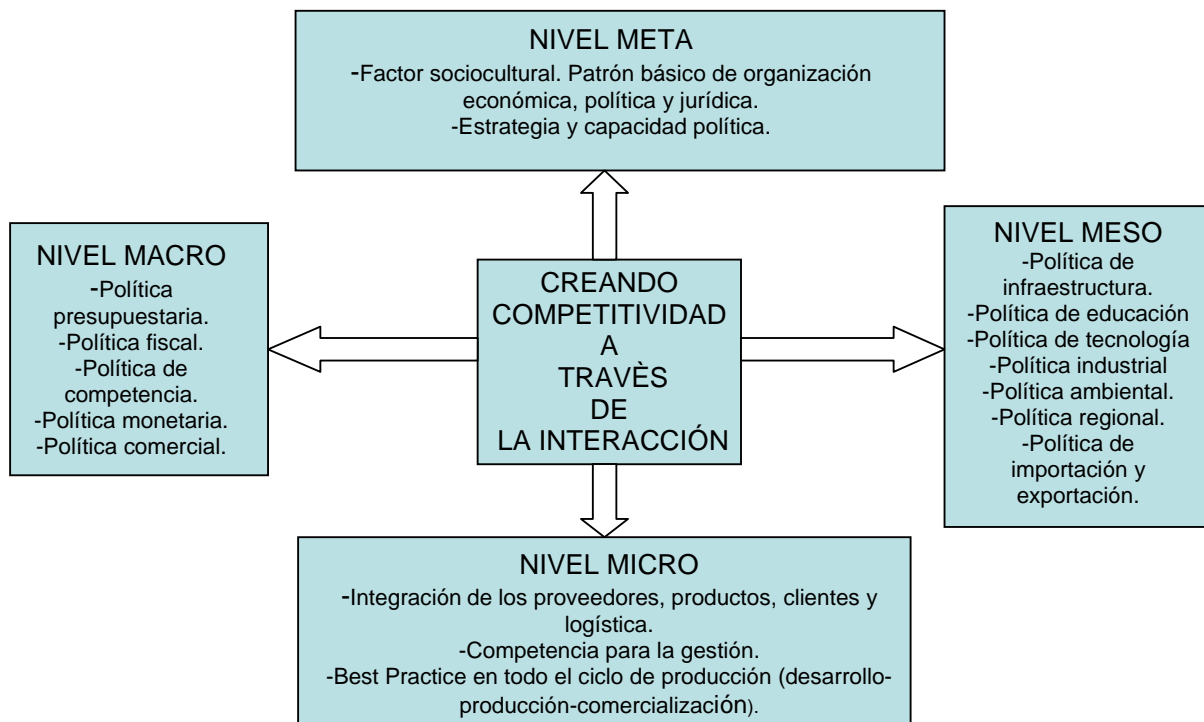 NIVEL META
-Factor sociocultural. Patrón básico de organización
económica, política y jurídica.
-Estrategia y capacidad política.
NIVEL MACRO
-Política
presupuestaria.
-Política fiscal.
-Política de
competencia.
-Política monetaria.
-Política comercial.
CREANDO
COMPETITIVIDAD
A
TRAVÈS
DE
LA INTERACCIÓN
NIVEL MESO
-Política de
infraestructura.
-Política de educación
-Política de tecnología
-Política industrial
-Política ambiental.
-Política regional.
-Política de
importación y
exportación.
NIVEL MICRO
-Integración de los proveedores, productos, clientes y
logística.
-Competencia para la gestión.
-Best Practice en todo el ciclo de producción (desarrollo-
producción-comercialización).